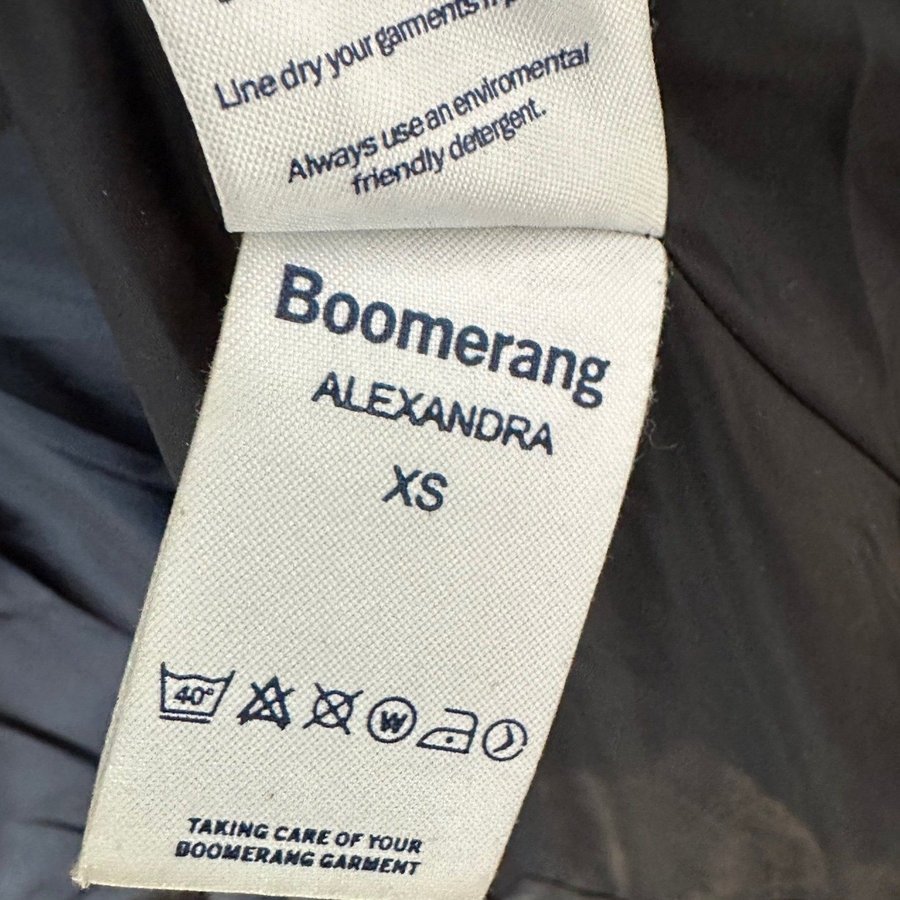 Line dry your garments if
Always use an enviromental
friendly detergent.
Boomerang
ALEXANDRA
XS
40° W
TAKING CARE OF YOUR
BOOMERANG GARMENT